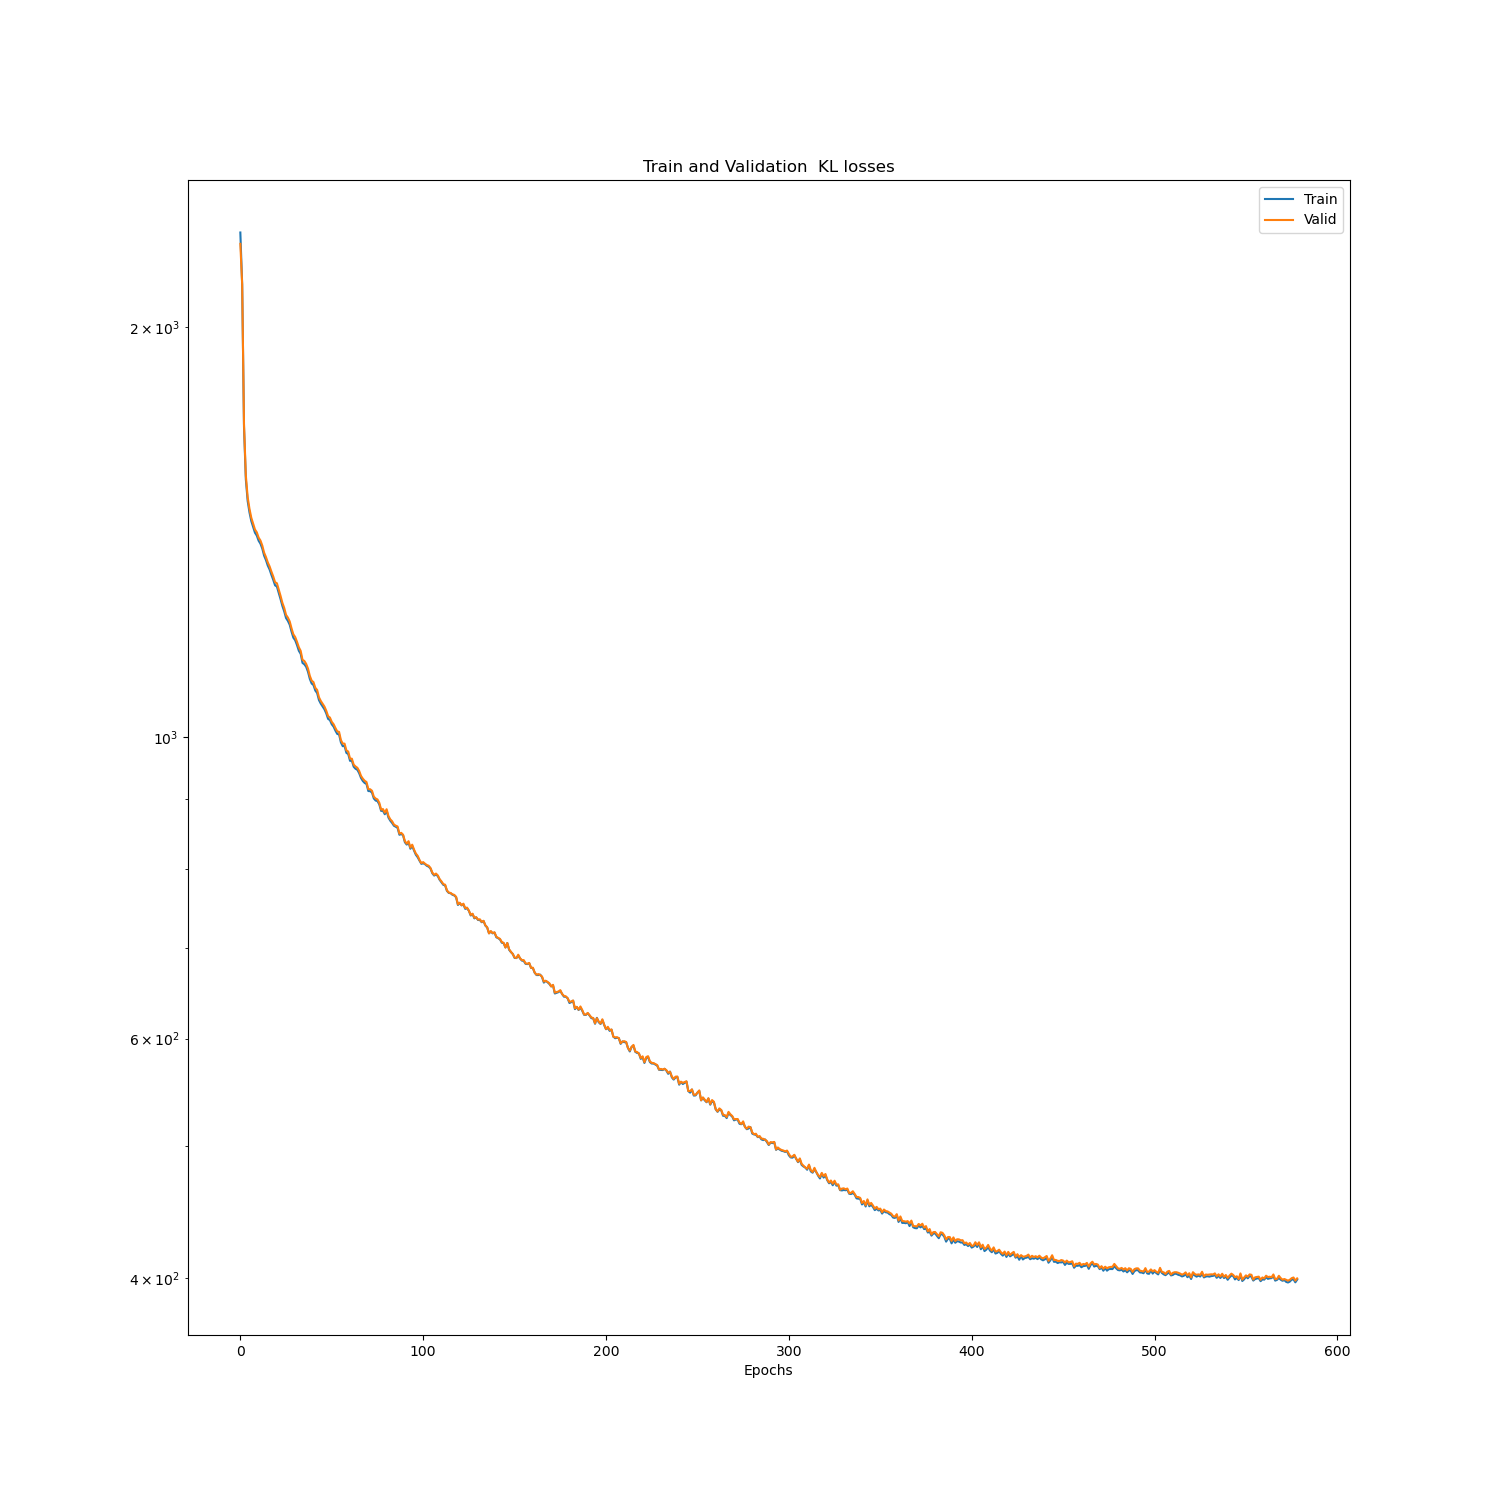 Train and Validation  KL losses
Train
Valid
2 × 10³
10³
6 × 10²
4 × 10²
0 100 200 300 400 500 600
Epochs